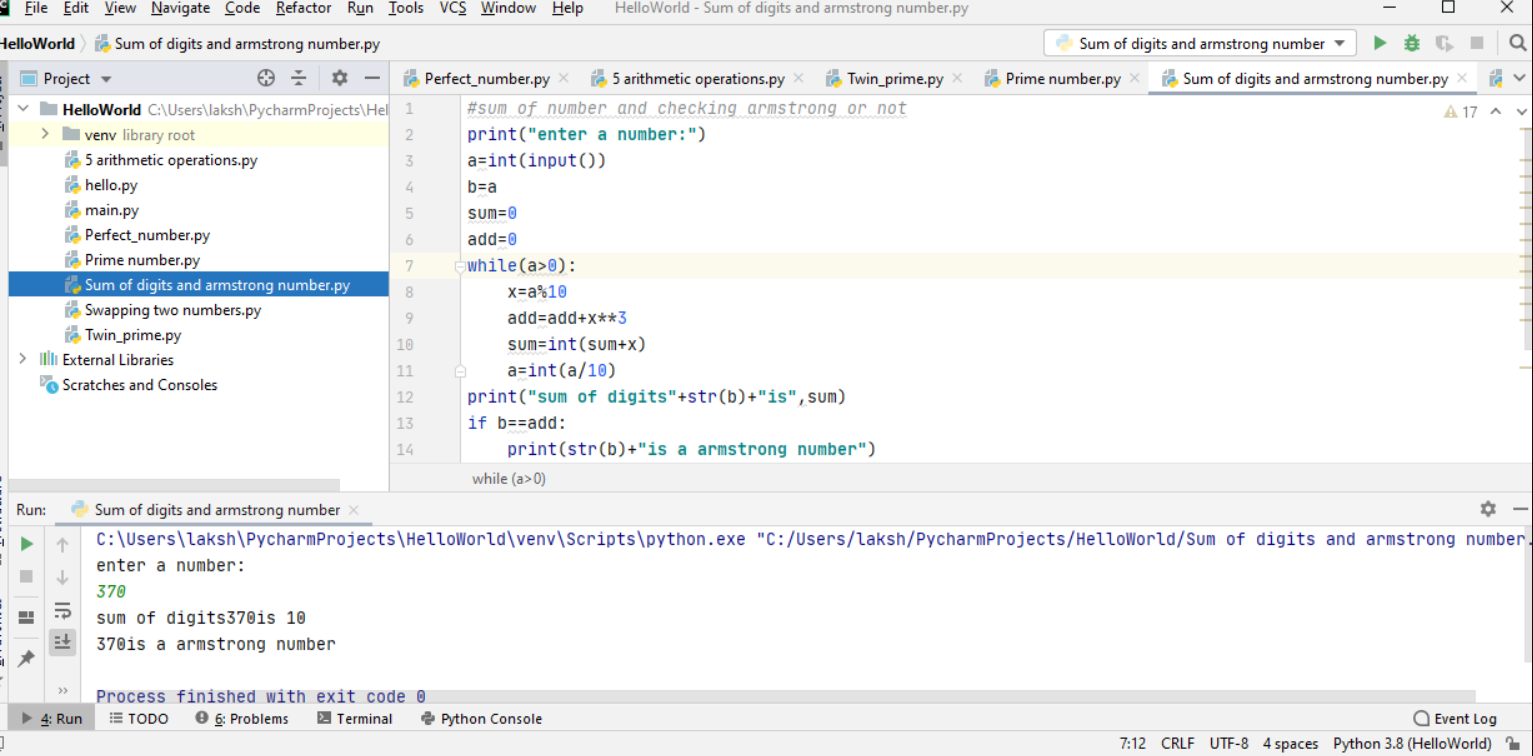 File Edit View Navigate Code Refactor Run Tools VCS Window Help HelloWorld - Sum of digits and armstrong number.py
HelloWorld Sum of digits and armstrong number.py Sum of digits and armstrong number
Project Perfect_number.py 5 arithmetic operations.py Twin_prime.py Prime number.py Sum of digits and armstrong number.py
HelloWorld C:\Users\laksh\PycharmProjects\Hel
venv library root
5 arithmetic operations.py
hello.py
main.py
Perfect_number.py
Prime number.py
Sum of digits and armstrong number.py
Swapping two numbers.py
Twin_prime.py
External Libraries
Scratches and Consoles
17
1 #sum of number and checking armstrong or not
2 print("enter a number:")
3 a=int(input())
4 b=a
5 sum=0
6 add=0
7 while(a>0):
8 x=a%10
9 add=add+x**3
10 sum=int(sum+x)
11 a=int(a/10)
12 print("sum of digits"+str(b)+"is",sum)
13 if b==add:
14 print(str(b)+"is a armstrong number")
while (a>0)
Run: Sum of digits and armstrong number
C:\Users\laksh\PycharmProjects\HelloWorld\venv\Scripts\python.exe "C:/Users/laksh/PycharmProjects/HelloWorld/Sum of digits and armstrong number.
enter a number:
370
sum of digits370is 10
370is a armstrong number
Process finished with exit code 0
4: Run TODO 6: Problems Terminal Python Console Event Log
7:12 CRLF UTF-8 4 spaces Python 3.8 (HelloWorld)